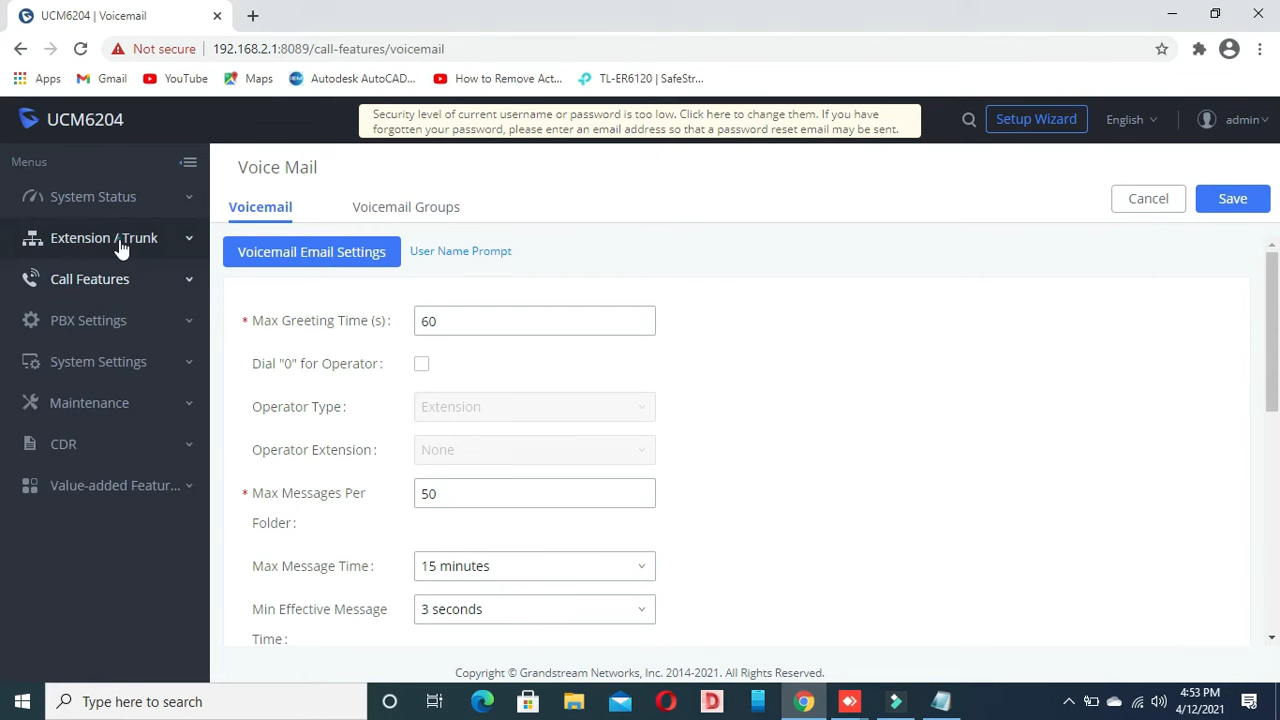 UCM6204 | Voicemail
Not secure
192.168.2.1:8089/call-features/voicemail
Apps
Gmail
YouTube
Maps
Autodesk AutoCAD...
How to Remove Act...
TL-ER6120 | SafeStr...
UCM6204
Security level of current username or password is too low. Click here to change them. If you have
forgotten your password, please enter an email address so that a password reset email may be sent.
Setup Wizard
English
admin
Menus
System Status
Extension / Trunk
Call Features
PBX Settings
System Settings
Maintenance
CDR
Value-added Featur...
Voice Mail
Voicemail
Voicemail Groups
Cancel
Save
Voicemail Email Settings
User Name Prompt
* Max Greeting Time (s) :
60
Dial "0" for Operator :
Operator Type :
Extension
Operator Extension :
None
* Max Messages Per
Folder :
50
Max Message Time :
15 minutes
Min Effective Message
Time :
3 seconds
Copyright © Grandstream Networks, Inc. 2014-2021. All Rights Reserved.
Type here to search
4:53 PM
4/12/2021